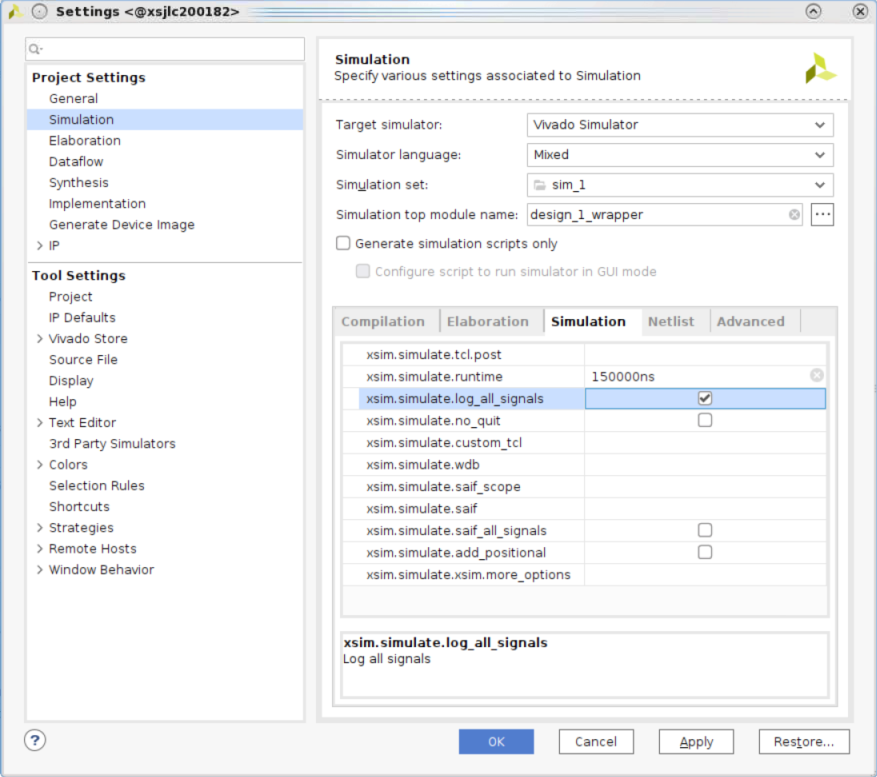 Settings <@xsjlc200182>
Project Settings
General
Simulation
Elaboration
Dataflow
Synthesis
Implementation
Generate Device Image
IP
Tool Settings
Project
IP Defaults
Vivado Store
Source File
Display
Help
Text Editor
3rd Party Simulators
Colors
Selection Rules
Shortcuts
Strategies
Remote Hosts
Window Behavior
Simulation
Specify various settings associated to Simulation
Target simulator: Vivado Simulator
Simulator language: Mixed
Simulation set: sim_1
Simulation top module name: design_1_wrapper ...
Generate simulation scripts only
Configure script to run simulator in GUI mode
Compilation Elaboration Simulation Netlist Advanced
xsim.simulate.tcl.post
xsim.simulate.runtime 150000ns
xsim.simulate.log_all_signals
xsim.simulate.no_quit
xsim.simulate.custom_tcl
xsim.simulate.wdb
xsim.simulate.saif_scope
xsim.simulate.saif
xsim.simulate.saif_all_signals
xsim.simulate.add_positional
xsim.simulate.xsim.more_options
xsim.simulate.log_all_signals
Log all signals
? OK Cancel Apply Restore...